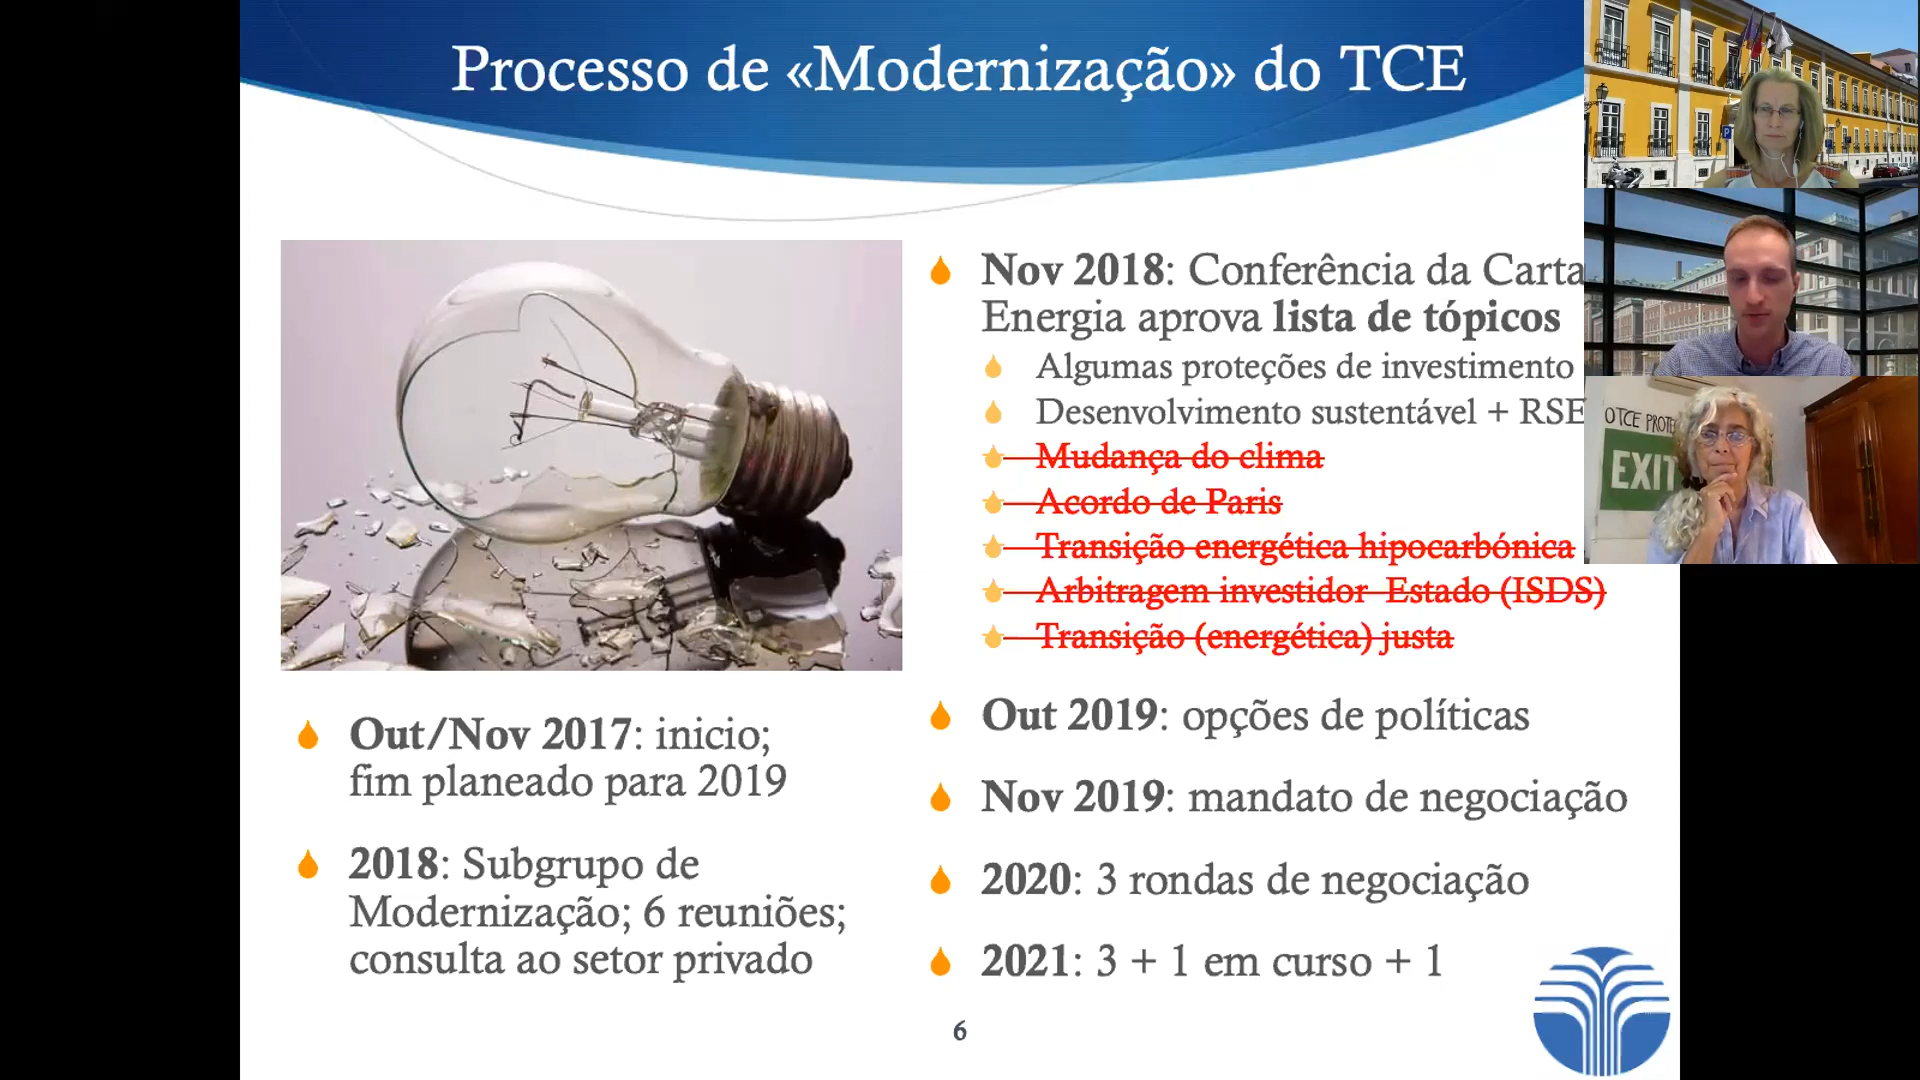 Processo de «Modernização» do TCE
Out/Nov 2017: inicio;
fim planeado para 2019
2018: Subgrupo de
Modernização; 6 reuniões;
consulta ao setor privado
Nov 2018: Conferência da Carta
Energia aprova lista de tópicos
Algumas proteções de investimento
Desenvolvimento sustentável + RSE
Mudança do clima
Acordo de Paris
Transição energética hipocarbónica
Arbitragem investidor Estado (ISDS)
Transição (energética) justa
Out 2019: opções de políticas
Nov 2019: mandato de negociação
2020: 3 rondas de negociação
2021: 3 + 1 em curso + 1
6
P
O TCE
EXIT